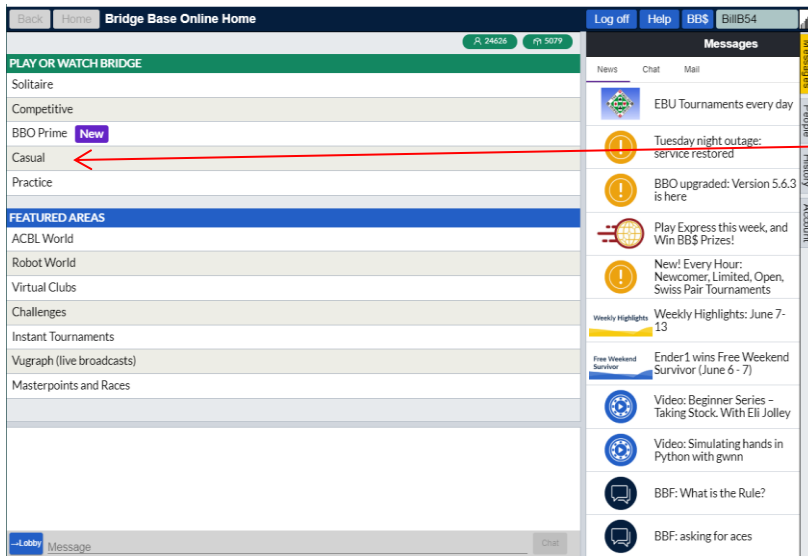 Back Home Bridge Base Online Home Log off Help BB$ BillB54
24626 5079
Messages
PLAY OR WATCH BRIDGE
Solitaire
Competitive
BBO Prime New
Casual
Practice
FEATURED AREAS
ACBL World
Robot World
Virtual Clubs
Challenges
Instant Tournaments
Vugraph (live broadcasts)
Masterpoints and Races
→Lobby Message Chat
News Chat Mail
EBU Tournaments every day
Tuesday night outage:
service restored
BBO upgraded: Version 5.6.3
is here
Play Express this week, and
Win BB$ Prizes!
New! Every Hour:
Newcomer, Limited, Open,
Swiss Pair Tournaments
Weekly Highlights
Weekly Highlights: June 7-
13
Free Weekend
Survivor
Ender1 wins Free Weekend
Survivor (June 6 - 7)
Video: Beginner Series –
Taking Stock. With Eli Jolley
Video: Simulating hands in
Python with gwnn
BBF: What is the Rule?
BBF: asking for aces
Messages
People
History
Account